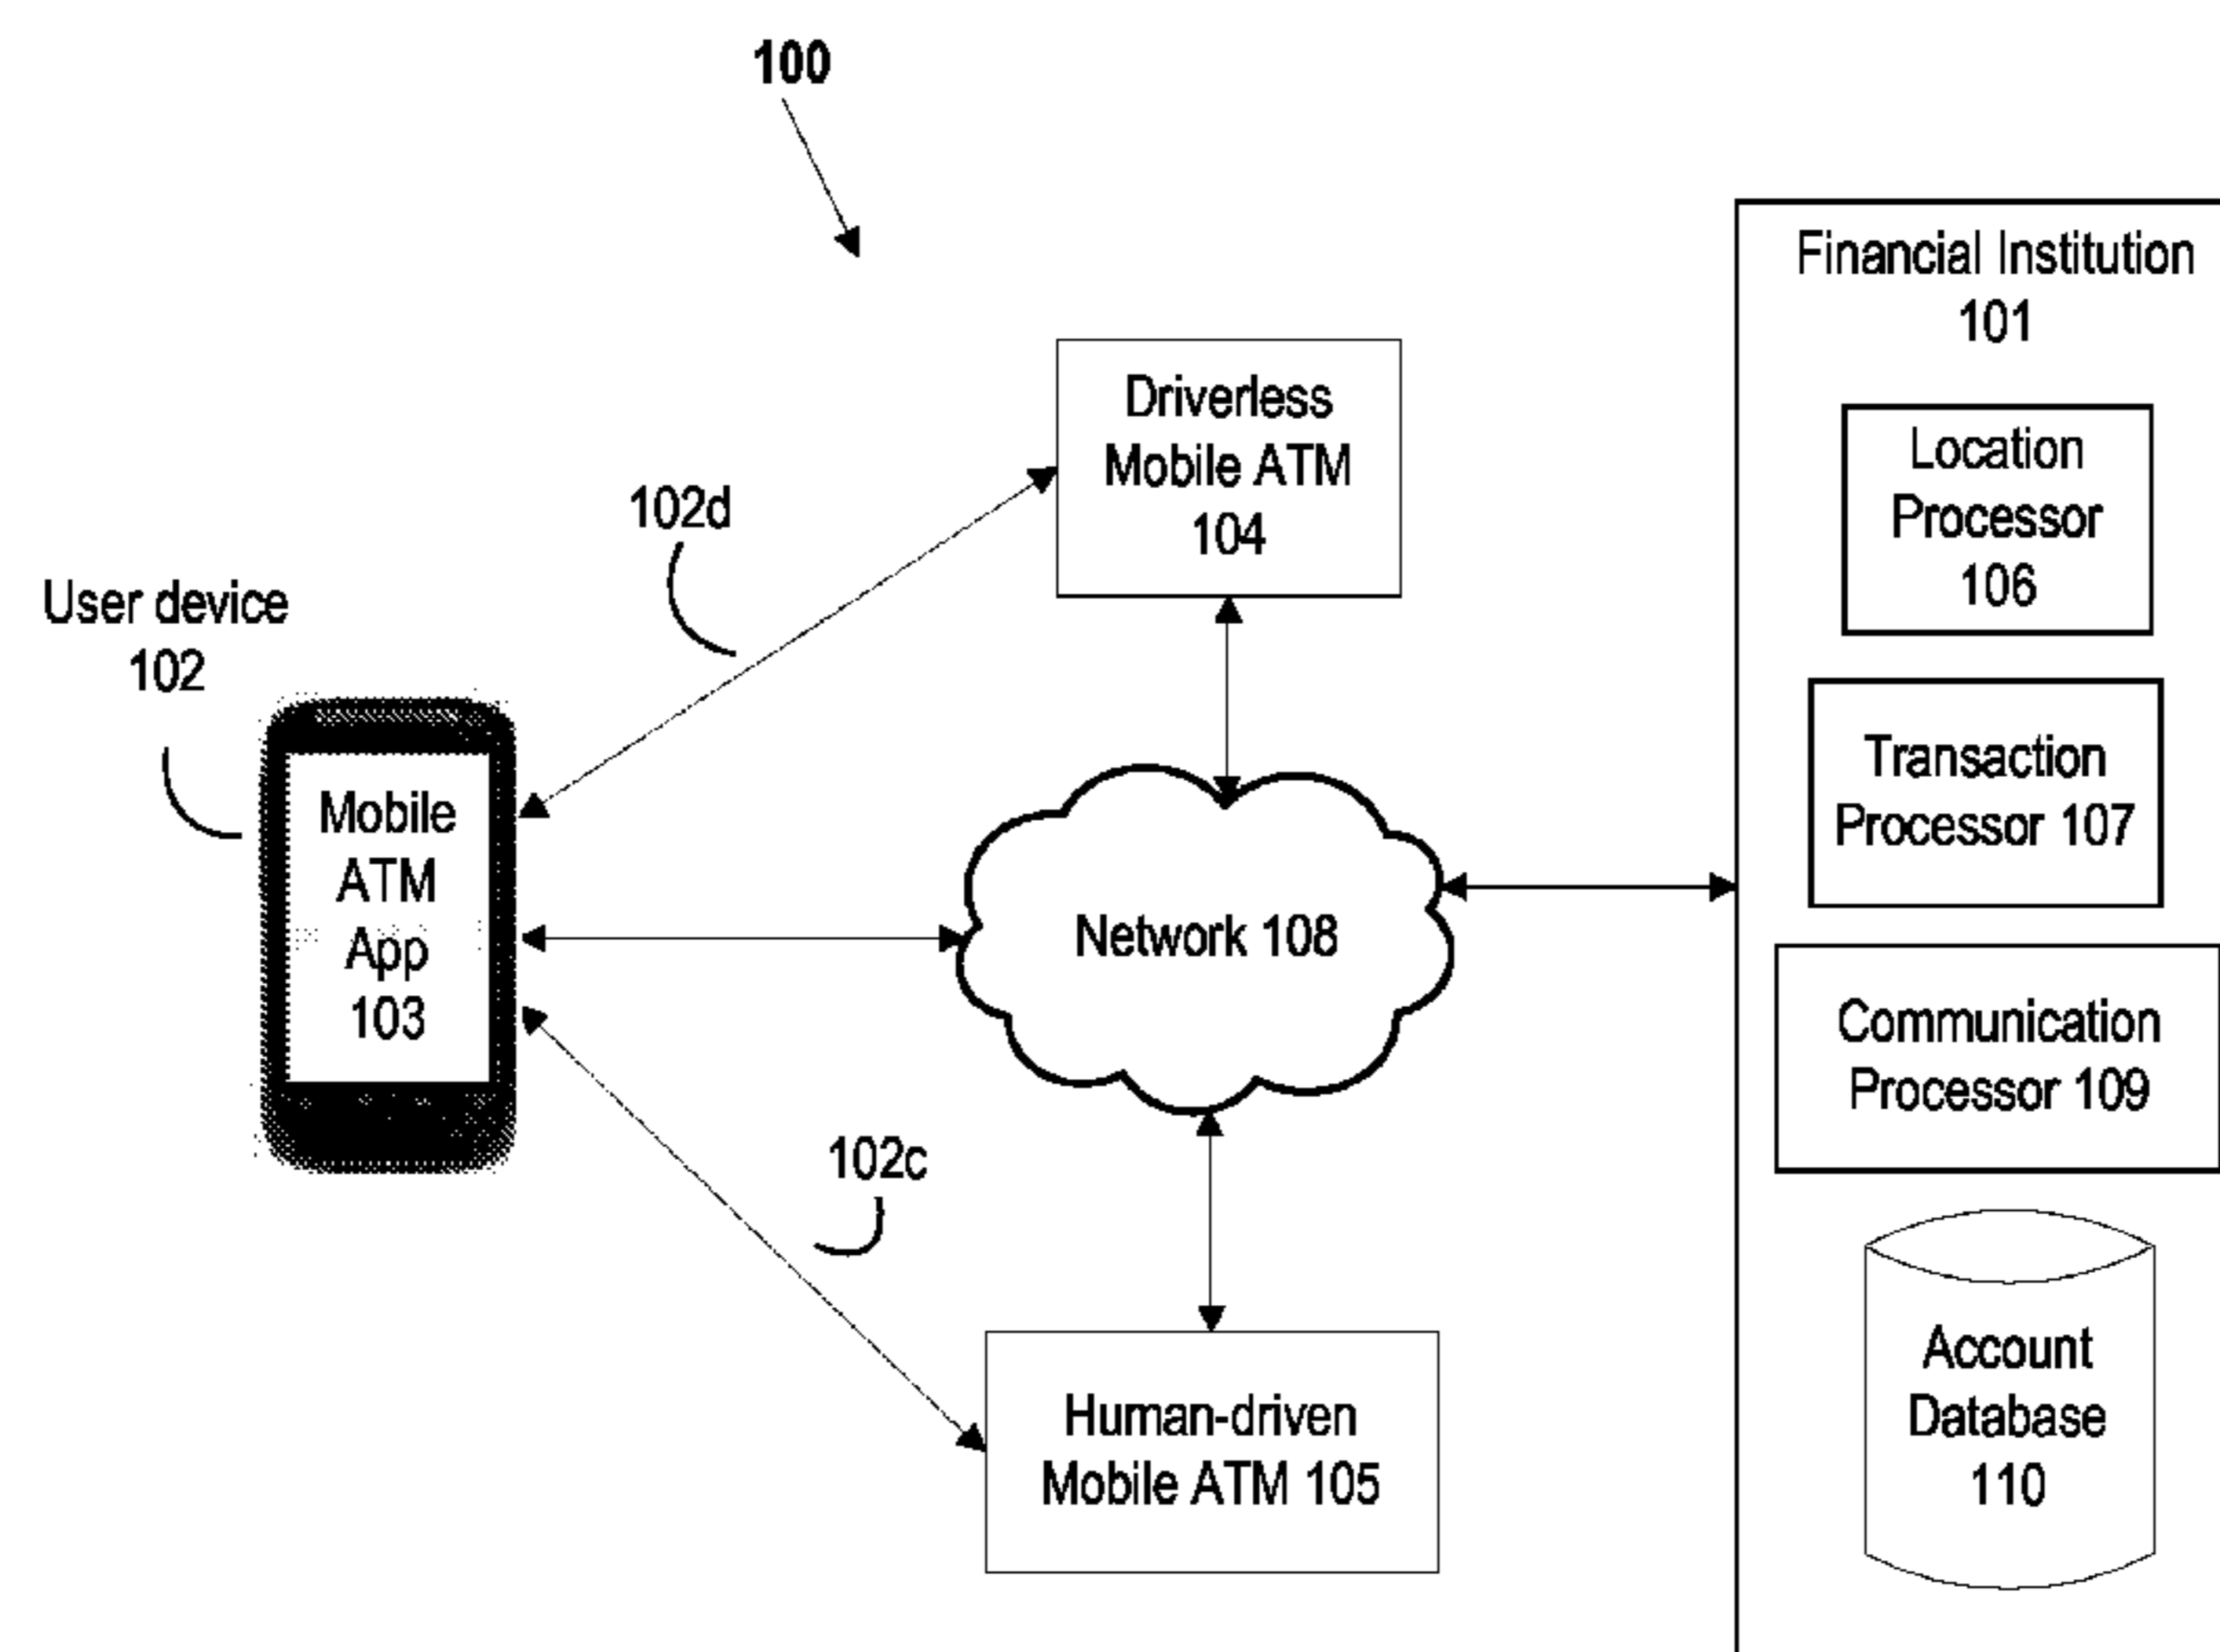 100
Financial Institution
101
Location
Processor
106
Transaction
Processor 107
Communication
Processor 109
Account
Database
110
Driverless
Mobile ATM
104
102d
User device
102
Mobile
ATM
App
103
Network 108
102c
Human-driven
Mobile ATM 105